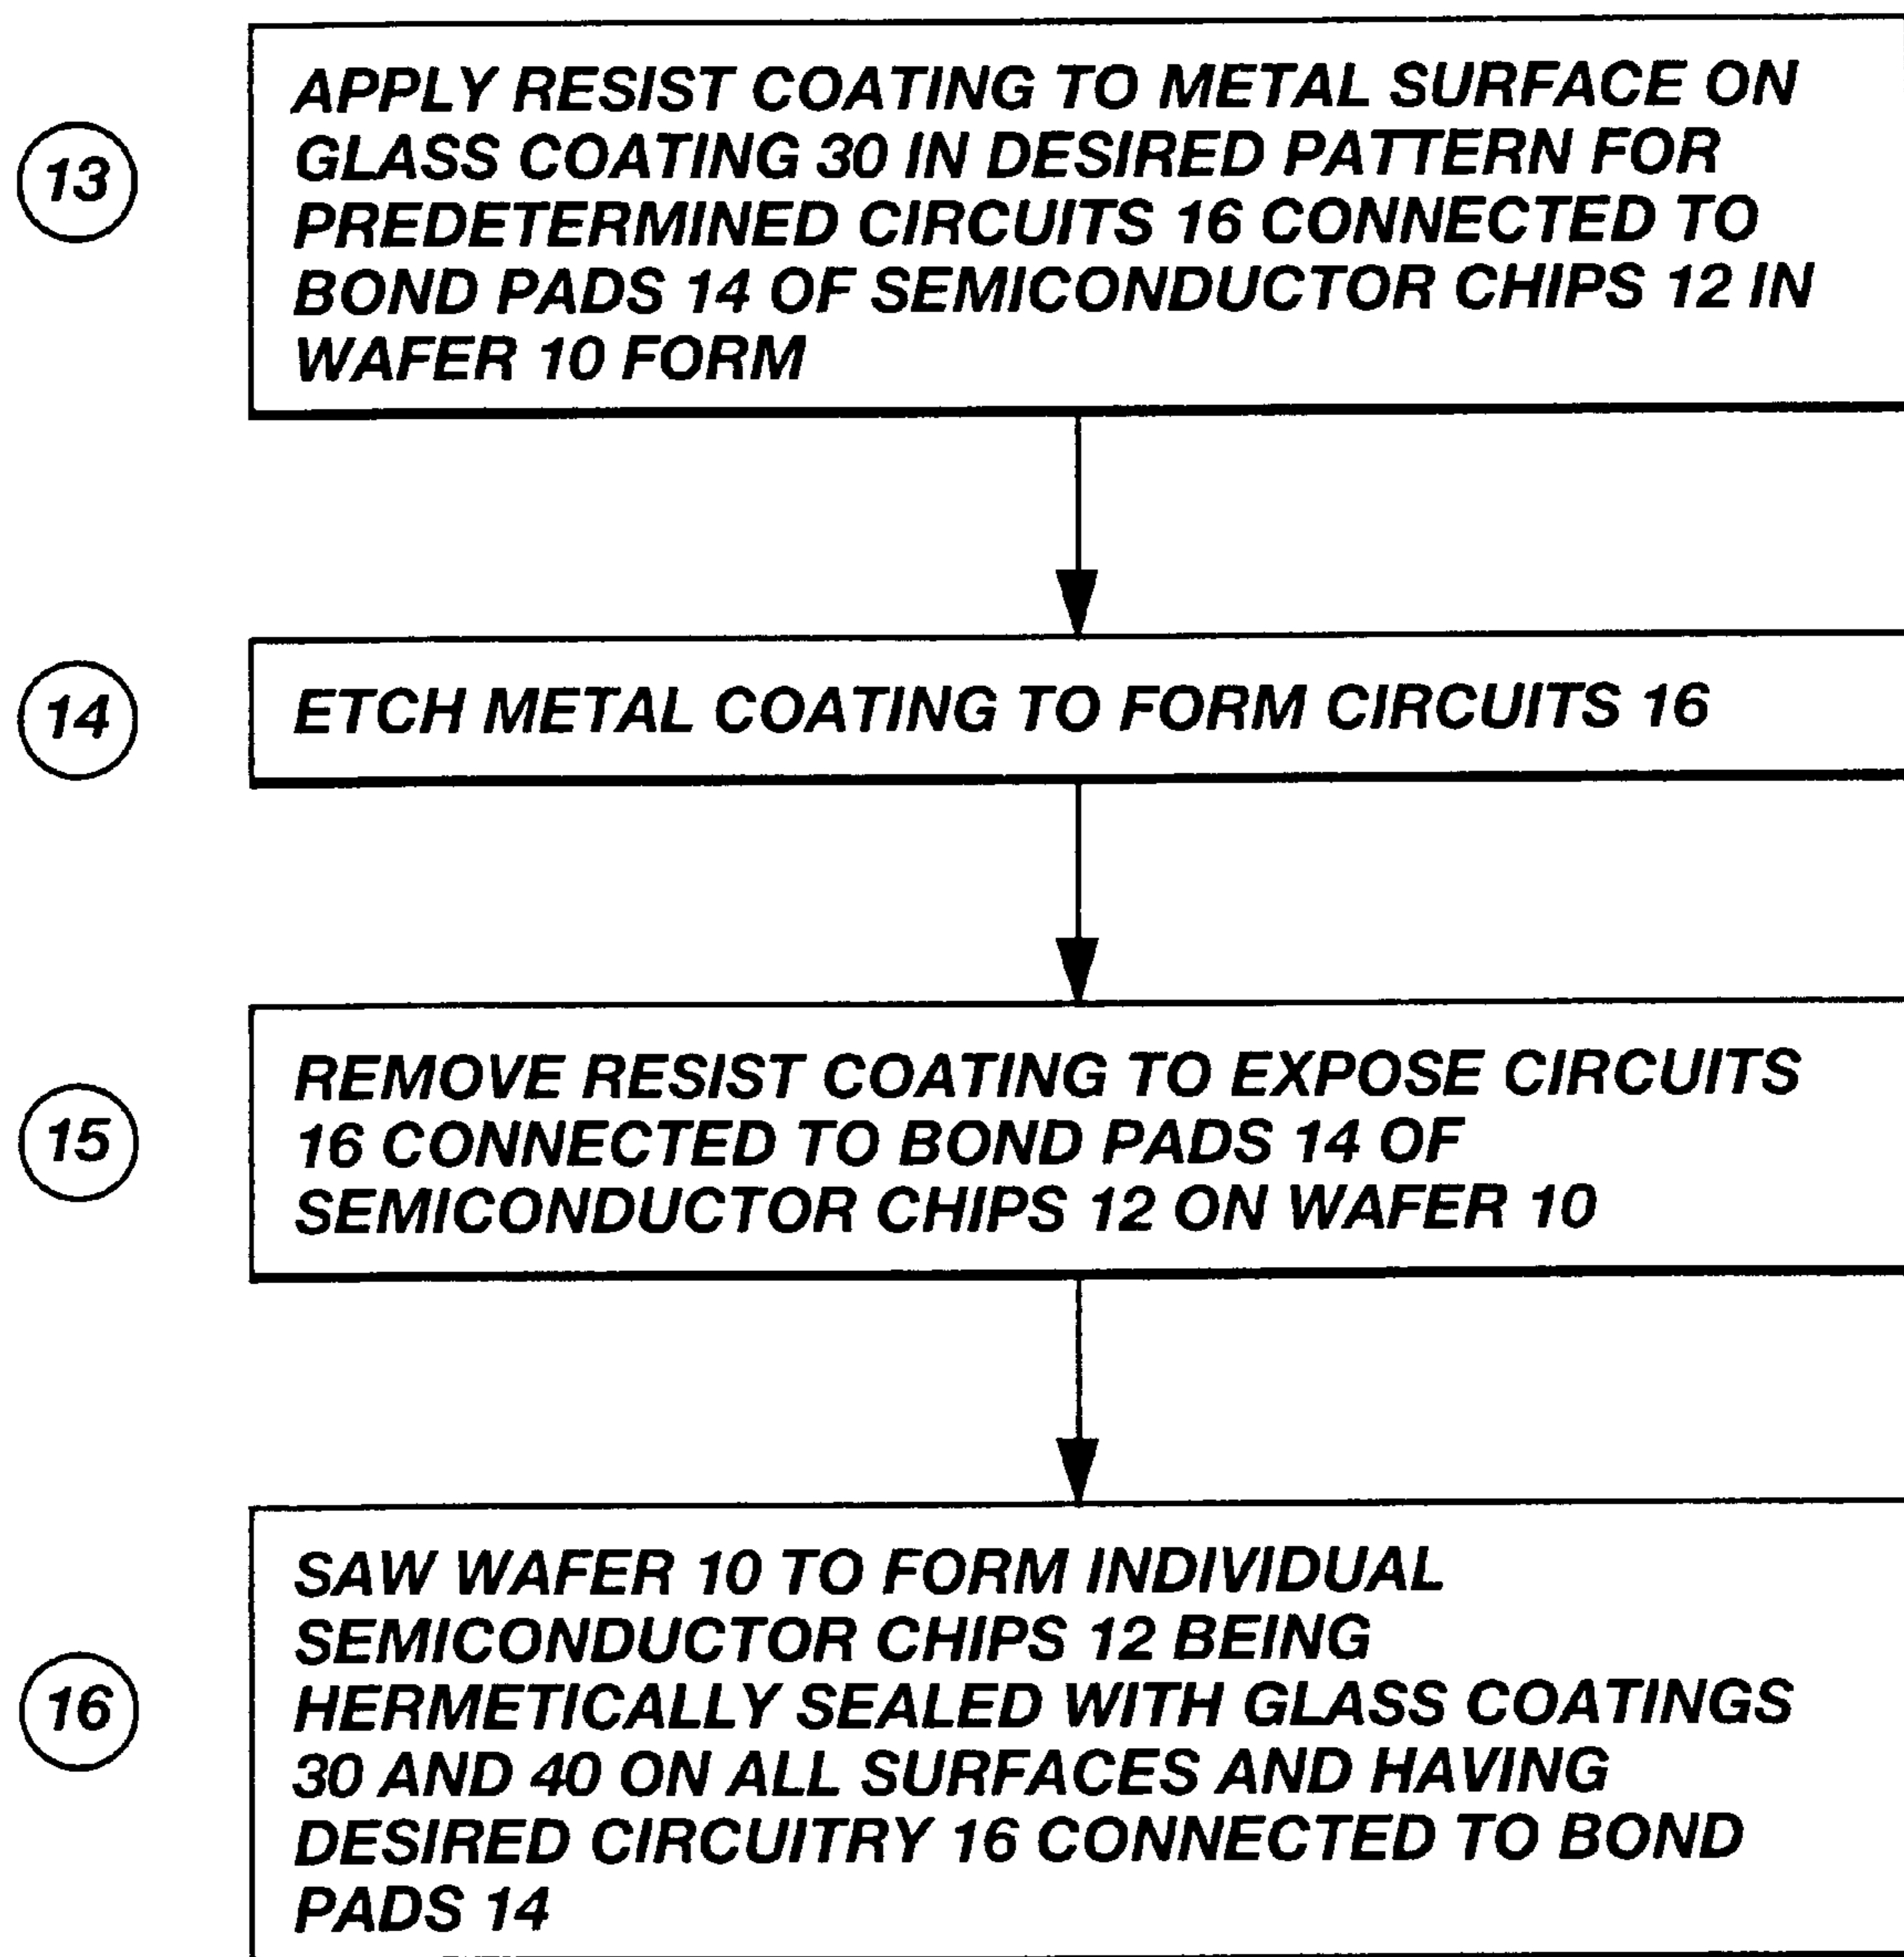 13
APPLY RESIST COATING TO METAL SURFACE ON
GLASS COATING 30 IN DESIRED PATTERN FOR
PREDETERMINED CIRCUITS 16 CONNECTED TO
BOND PADS 14 OF SEMICONDUCTOR CHIPS 12 IN
WAFER 10 FORM
14
ETCH METAL COATING TO FORM CIRCUITS 16
15
REMOVE RESIST COATING TO EXPOSE CIRCUITS
16 CONNECTED TO BOND PADS 14 OF
SEMICONDUCTOR CHIPS 12 ON WAFER 10
16
SAW WAFER 10 TO FORM INDIVIDUAL
SEMICONDUCTOR CHIPS 12 BEING
HERMETICALLY SEALED WITH GLASS COATINGS
30 AND 40 ON ALL SURFACES AND HAVING
DESIRED CIRCUITRY 16 CONNECTED TO BOND
PADS 14